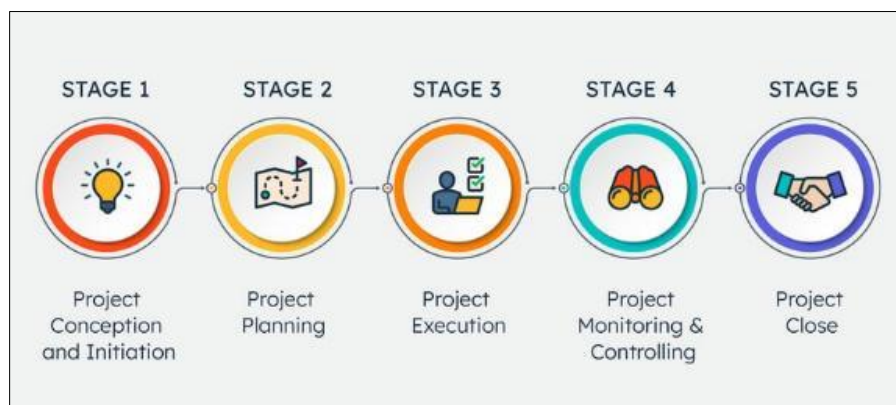 STAGE 1
STAGE 2
STAGE 3
STAGE 4
STAGE 5
Project
Conception
and Initiation
Project
Planning
Project
Execution
Project
Monitoring &
Controlling
Project
Close